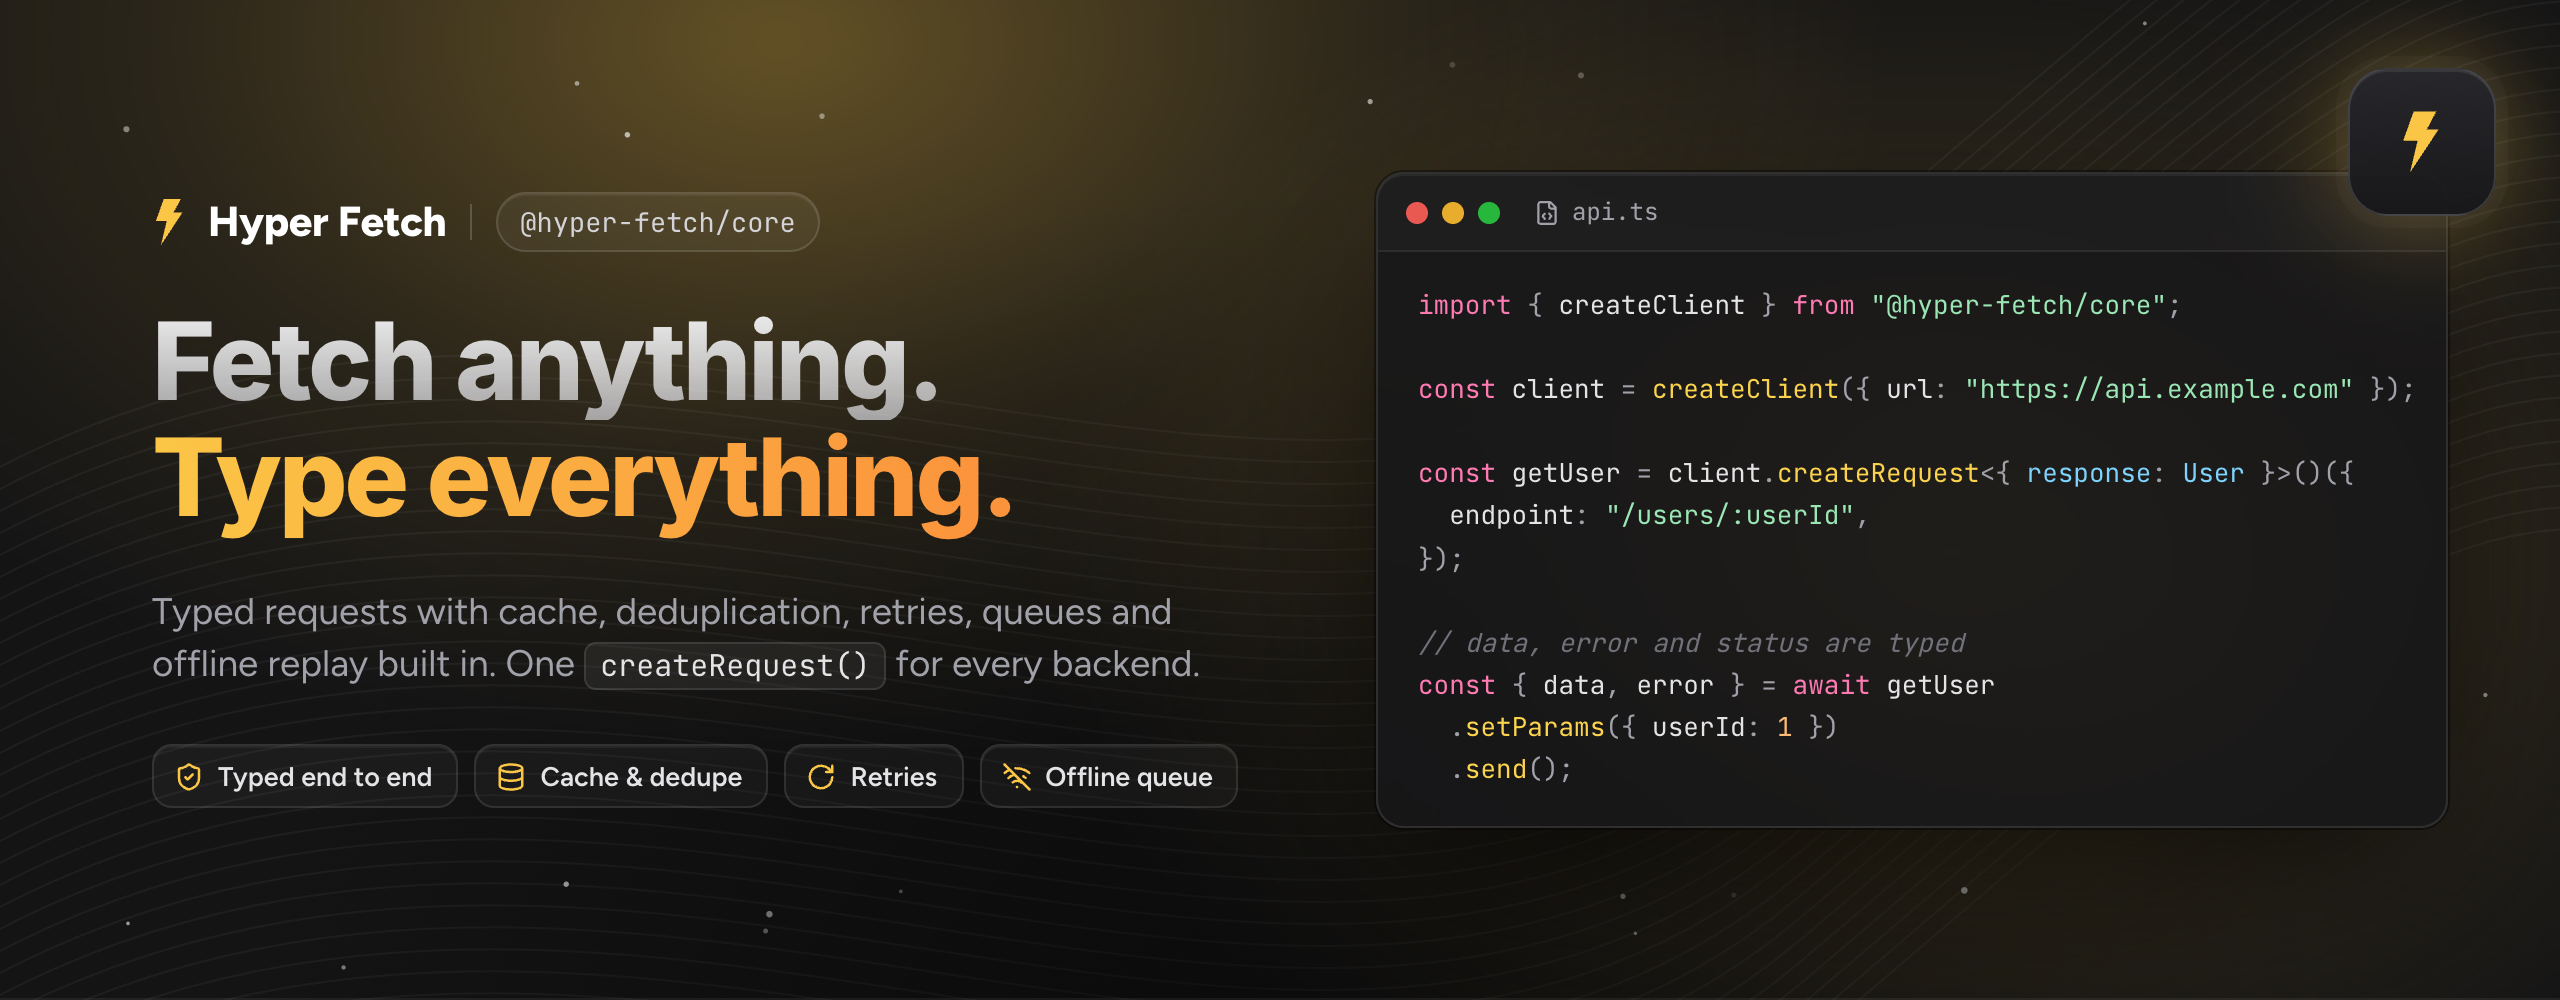 Hyper Fetch
@hyper-fetch/core
Fetch anything.
Type everything.
Typed requests with cache, deduplication, retries, queues and
offline replay built in. One createRequest() for every backend.
Typed end to end
Cache & dedupe
Retries
Offline queue
api.ts
import { createClient } from "@hyper-fetch/core";
const client = createClient({ url: "https://api.example.com" });
const getUser = client.createRequest<{ response: User }>()({
  endpoint: "/users/:userId",
});
// data, error and status are typed
const { data, error } = await getUser
  .setParams({ userId: 1 })
  .send();